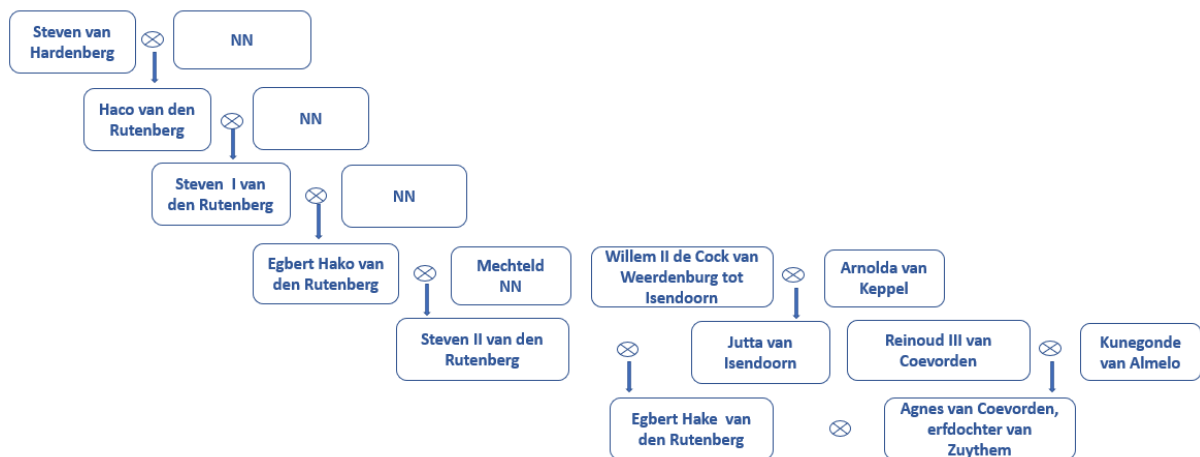 Steven van
Hardenberg
NN
Haco van den
Rutenberg
NN
Steven I van
den Rutenberg
NN
Egbert Hako van
den Rutenberg
Mechteld
NN
Willem II de Cock van
Weerdenburg tot
Isendoorn
Arnolda van
Keppel
Steven II van den
Rutenberg
Jutta van
Isendoorn
Reinoud III van
Coevorden
Kunegonde
van Almelo
Egbert Hake van
den Rutenberg
Agnes van Coevorden,
erfdochter van
Zuythem